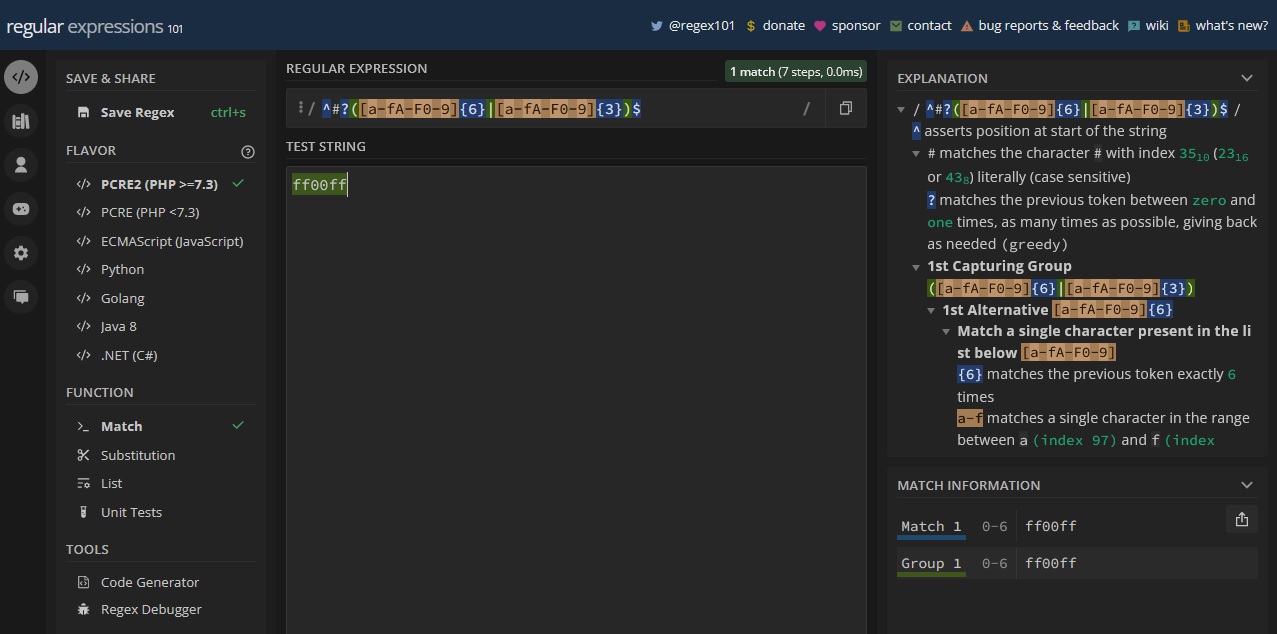 regular expressions 101
@regex101 $ donate sponsor contact bug reports & feedback wiki what's new?
SAVE & SHARE
Save Regex ctrl+s
FLAVOR
</> PCRE2 (PHP >=7.3)
</> PCRE (PHP <7.3)
</> ECMAScript (JavaScript)
</> Python
</> Golang
</> Java 8
</> .NET (C#)
FUNCTION
>_ Match
Substitution
List
Unit Tests
TOOLS
Code Generator
Regex Debugger
REGULAR EXPRESSION
1 match (7 steps, 0.0ms)
/ ^#?([a-fA-F0-9]{6}|[a-fA-F0-9]{3})$ /
TEST STRING
ff00ff
EXPLANATION
/ ^#?([a-fA-F0-9]{6}|[a-fA-F0-9]{3})$ /
^ asserts position at start of the string
# matches the character # with index 35₁₀ (23₁₆
or 43₈) literally (case sensitive)
? matches the previous token between zero and
one times, as many times as possible, giving back
as needed (greedy)
1st Capturing Group
([a-fA-F0-9]{6}|[a-fA-F0-9]{3})
1st Alternative [a-fA-F0-9]{6}
Match a single character present in the li
st below [a-fA-F0-9]
{6} matches the previous token exactly 6
times
a-f matches a single character in the range
between a (index 97) and f (index
MATCH INFORMATION
Match 1 0-6 ff00ff
Group 1 0-6 ff00ff